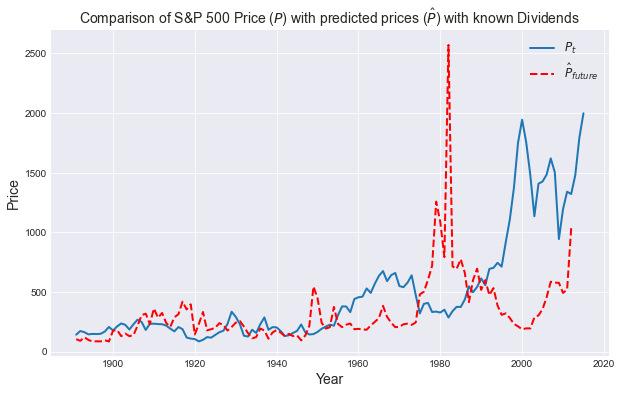 Comparison of S&P 500 Price (P) with predicted prices (P̂) with known Dividends
P_t
P̂_future
2500
2000
1500
1000
500
0
Price
1900 1920 1940 1960 1980 2000 2020
Year